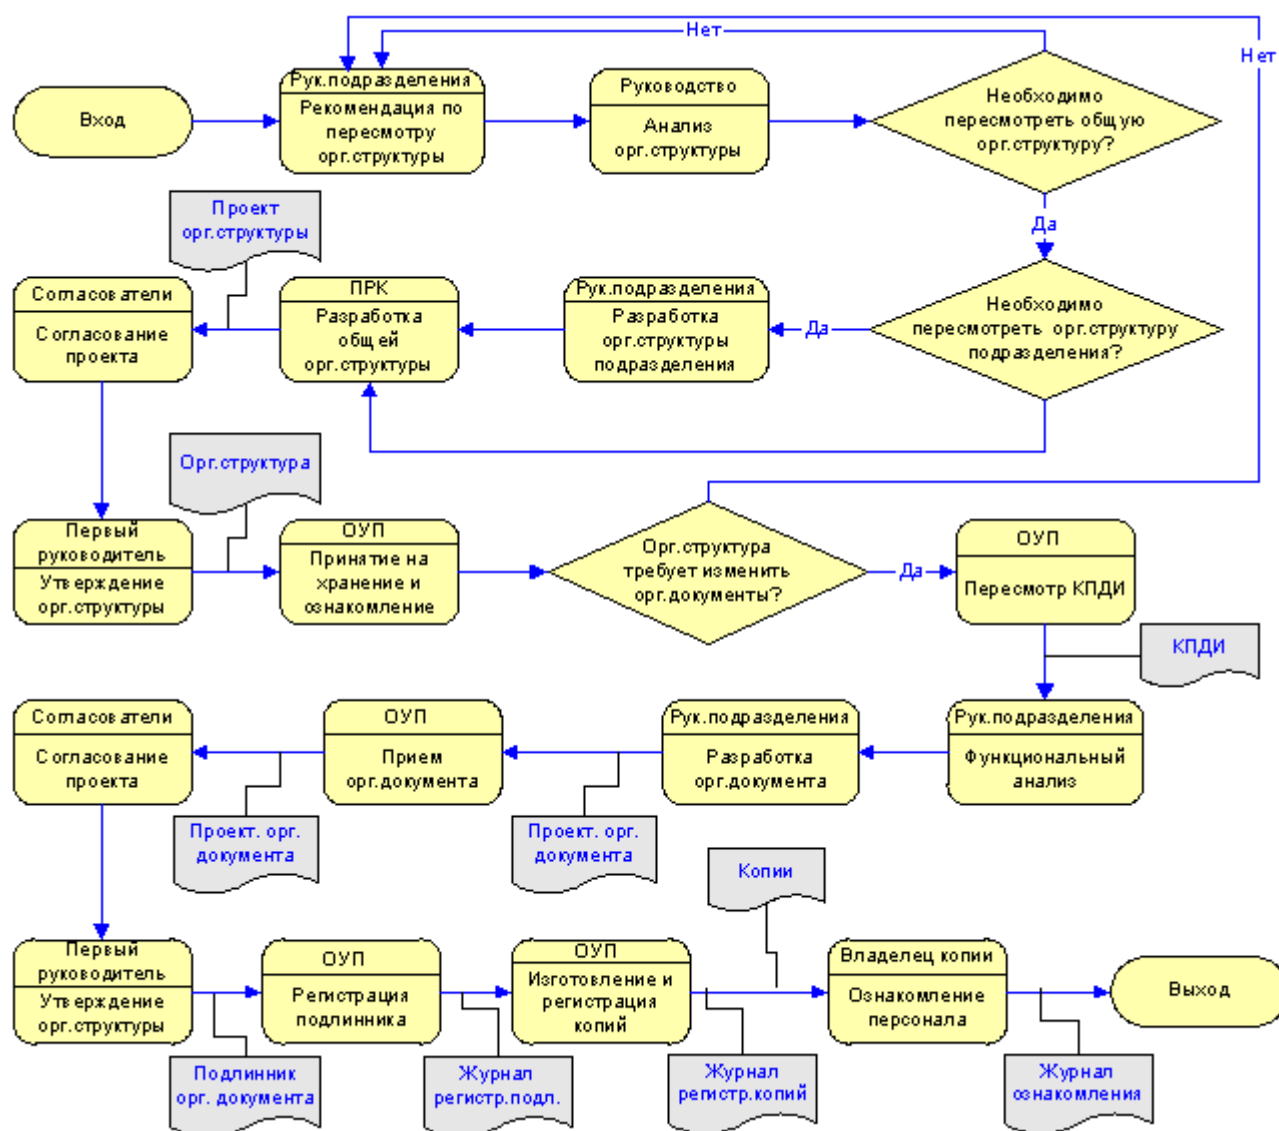 Нет
Нет
Вход
Рук.подразделения
Рекомендация по
пересмотру
орг.структуры
Руководство
Анализ
орг.структуры
Необходимо
пересмотреть общую
орг.структуру?
Да
Проект
орг.структуры
Согласователи
Согласование
проекта
ПРК
Разработка
общей
орг.структуры
Рук.подразделения
Разработка
орг.структуры
подразделения
Да
Необходимо
пересмотреть орг.структуру
подразделения?
Орг.структура
Первый
руководитель
Утверждение
орг.структуры
ОУП
Принятие на
хранение и
ознакомление
Орг.структура
требует изменить
орг.документы?
Да
ОУП
Пересмотр КПДИ
КПДИ
Согласователи
Согласование
проекта
ОУП
Прием
орг.документа
Рук.подразделения
Разработка
орг.документа
Рук.подразделения
Функциональный
анализ
Проект. орг.
документа
Проект. орг.
документа
Копии
Первый
руководитель
Утверждение
орг.структуры
ОУП
Регистрация
подлинника
ОУП
Изготовление и
регистрация
копий
Владелец копии
Ознакомление
персонала
Выход
Подлинник
орг. документа
Журнал
регистр.подл.
Журнал
регистр.копий
Журнал
ознакомления